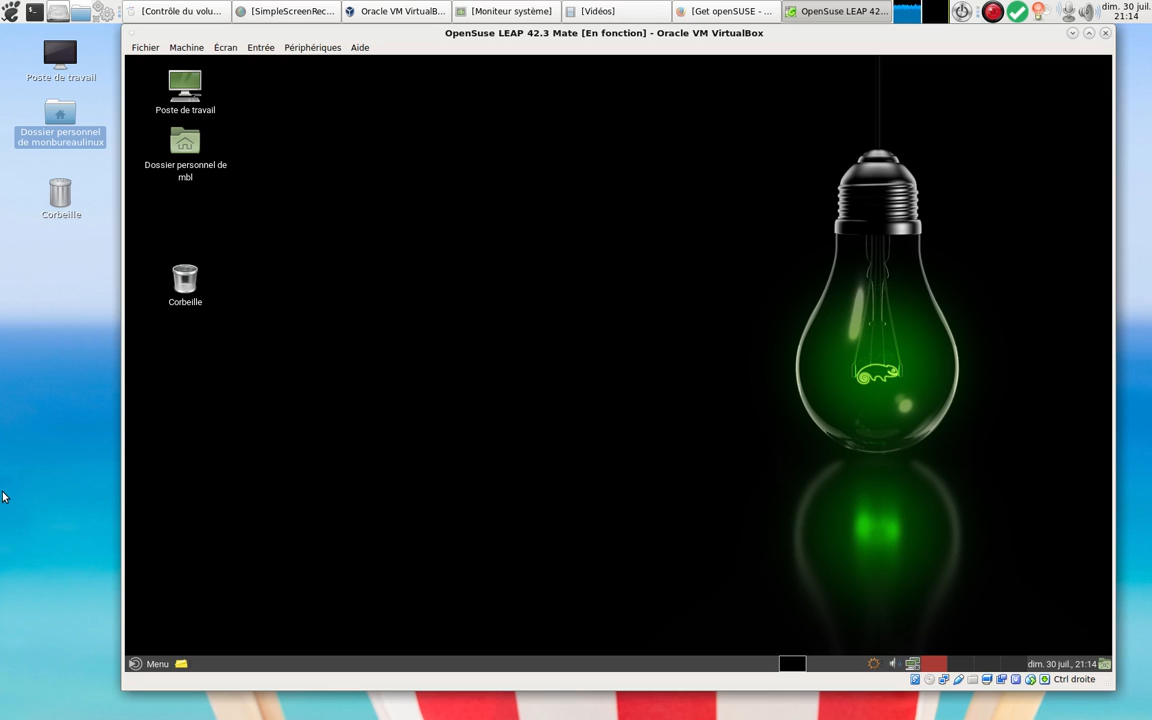 [Contrôle du volu...
[SimpleScreenRec...
Oracle VM VirtualB...
[Moniteur système]
[Vidéos]
[Get openSUSE - ...
OpenSuse LEAP 42...
dim. 30 juil.
21:14
OpenSuse LEAP 42.3 Mate [En fonction] - Oracle VM VirtualBox
Fichier Machine Écran Entrée Périphériques Aide
Poste de travail
Dossier personnel
de monbureaulinux
Corbeille
Poste de travail
Dossier personnel de
mbl
Corbeille
Menu
dim. 30 juil., 21:14
Ctrl droite